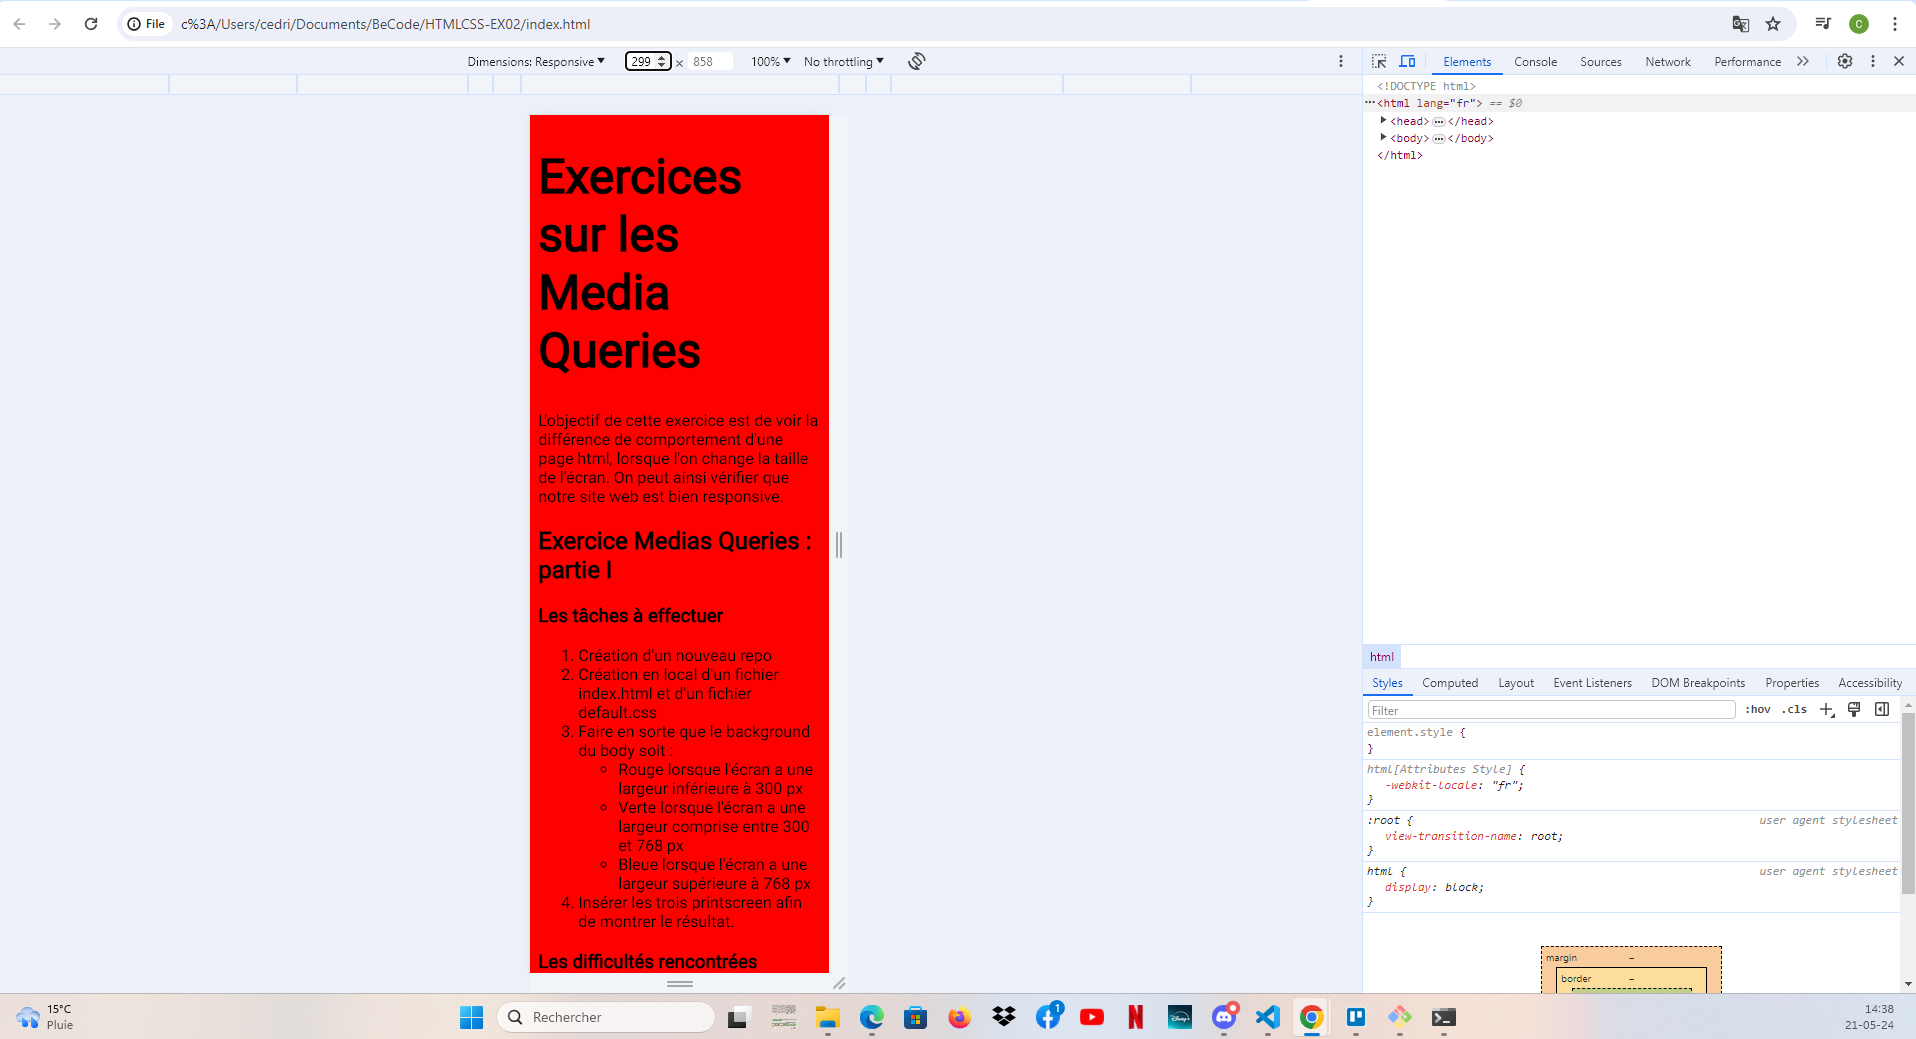 File c%3A/Users/cedri/Documents/BeCode/HTMLCSS-EX02/index.html C
Dimensions: Responsive 299 × 858 100% No throttling
Elements Console Sources Network Performance
<!DOCTYPE html>
<html lang="fr"> == $0
<head> </head>
<body> </body>
</html>
Exercices
sur les
Media
Queries
L'objectif de cette exercice est de voir la
différence de comportement d'une
page html, lorsque l'on change la taille
de l'écran. On peut ainsi vérifier que
notre site web est bien responsive.
Exercice Medias Queries :
partie I
Les tâches à effectuer
1. Création d'un nouveau repo
2. Création en local d'un fichier
index.html et d'un fichier
default.css
3. Faire en sorte que le background
du body soit :
Rouge lorsque l'écran a une
largeur inférieure à 300 px
Verte lorsque l'écran a une
largeur comprise entre 300
et 768 px
Bleue lorsque l'écran a une
largeur supérieure à 768 px
4. Insérer les trois printscreen afin
de montrer le résultat.
Les difficultés rencontrées
html
Styles Computed Layout Event Listeners DOM Breakpoints Properties Accessibility
Filter :hov .cls
element.style {
}
html[Attributes Style] {
-webkit-locale: "fr";
}
:root { user agent stylesheet
view-transition-name: root;
}
html { user agent stylesheet
display: block;
}
margin –
border –
15°C
Pluie
Rechercher
1
N
Disney+
14:38
21-05-24